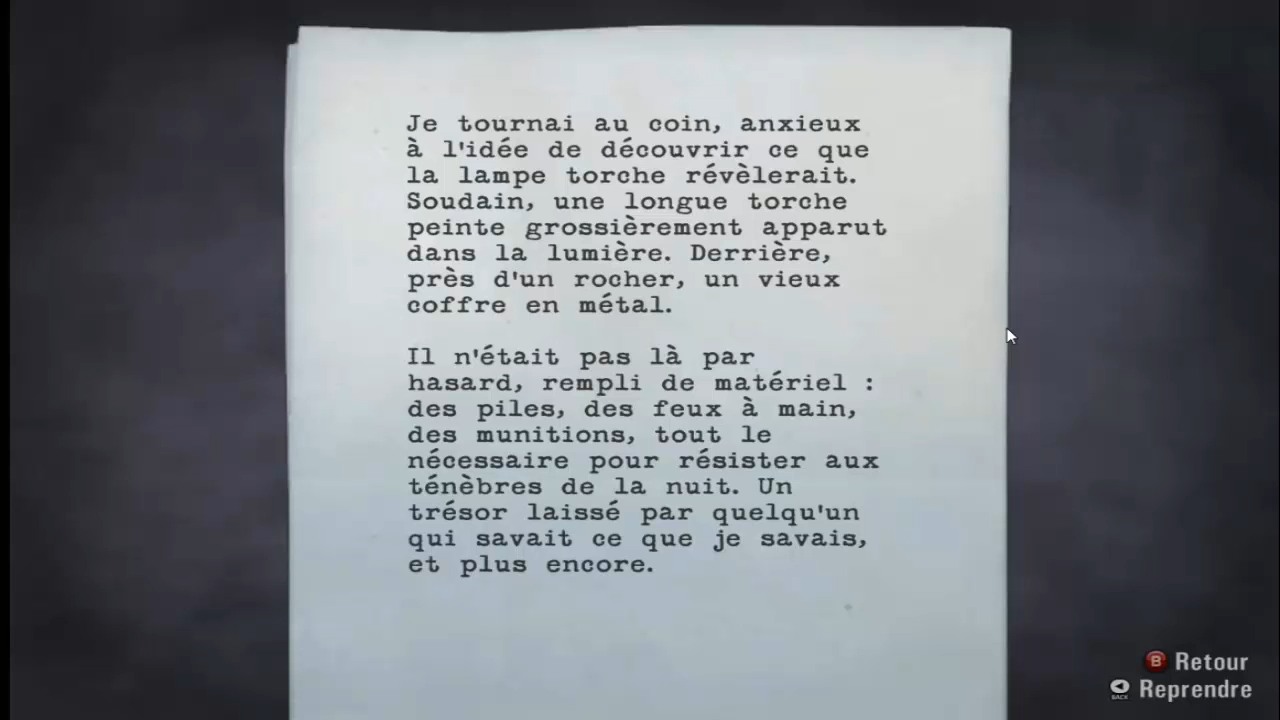 Je tournai au coin, anxieux
à l'idée de découvrir ce que
la lampe torche révèlerait.
Soudain, une longue torche
peinte grossièrement apparut
dans la lumière. Derrière,
près d'un rocher, un vieux
coffre en métal.
Il n'était pas là par
hasard, rempli de matériel :
des piles, des feux à main,
des munitions, tout le
nécessaire pour résister aux
ténèbres de la nuit. Un
trésor laissé par quelqu'un
qui savait ce que je savais,
et plus encore.
B Retour
BACK Reprendre